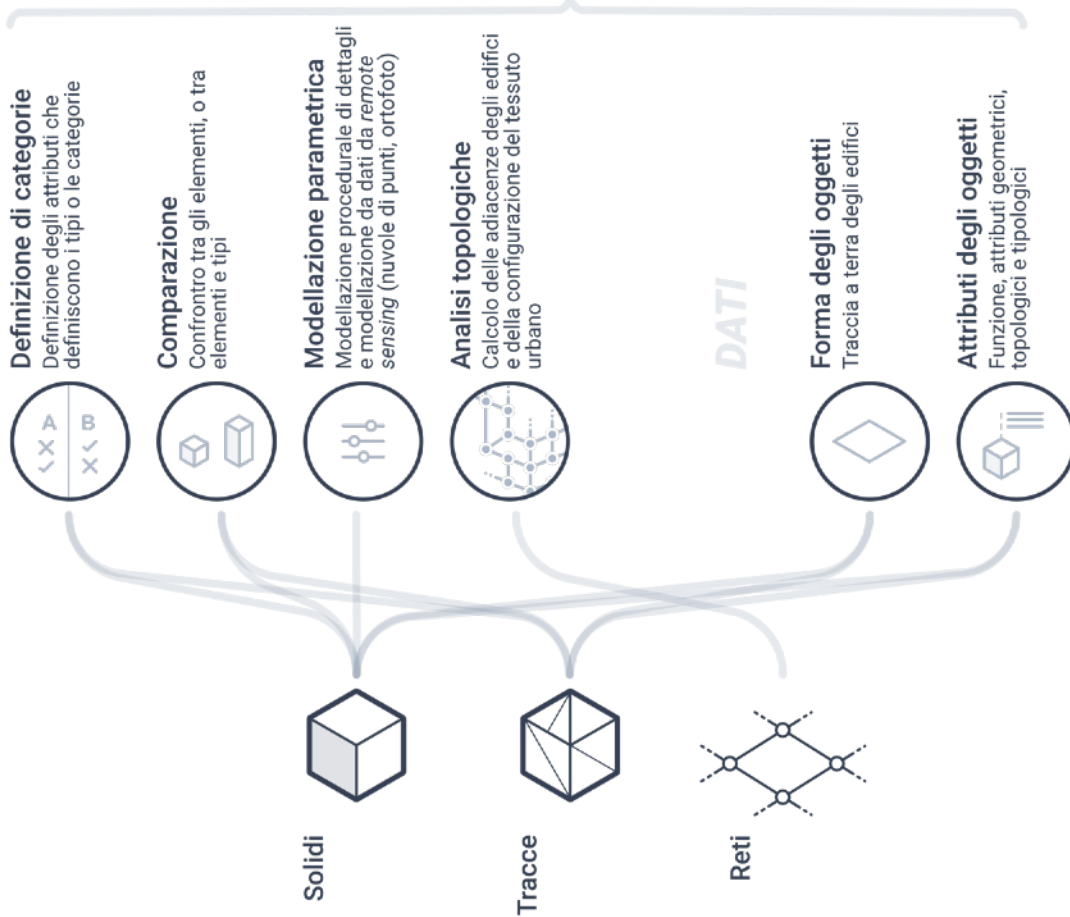 Definizione di categorie
Definizione degli attributi che
definiscono i tipi o le categorie
A
B
Comparazione
Confrontro tra gli elementi, o tra
elementi e tipi
Modellazione parametrica
Modellazione procedurale di dettagli
e modellazione da dati da remote
sensing (nuvole di punti, ortofoto)
Analisi topologiche
Calcolo delle adiacenze degli edifici
e della configurazione del tessuto
urbano
DATI
Forma degli oggetti
Traccia a terra degli edifici
Attributi degli oggetti
Funzione, attributi geometrici,
topologici e tipologici
Solidi
Tracce
Reti